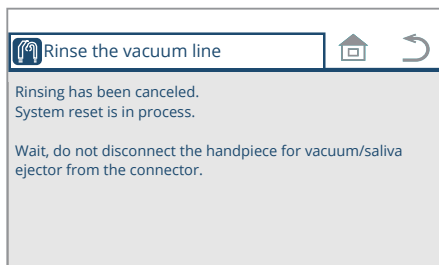 Rinse the vacuum line
Rinsing has been canceled.
System reset is in process.
Wait, do not disconnect the handpiece for vacuum/saliva
ejector from the connector.